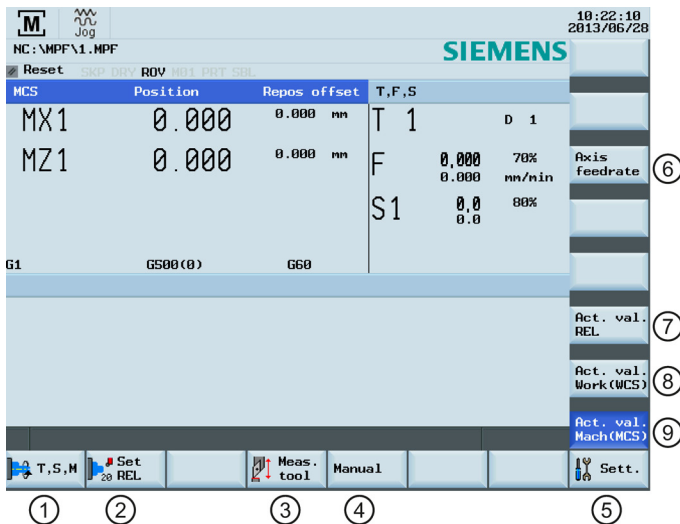 M
Jog
10:22:10
2013/06/28
NC:\MPF\1.MPF
SIEMENS
Reset SKP DRY ROV M01 PRT SBL
MCS Position Repos offset T,F,S
MX1 0.000 0.000 mm T 1 D 1
MZ1 0.000 0.000 mm F 0,000 70%
0.000 mm/min
S1 0,0 80%
0.0
G1 G500(0) G60
Axis
feedrate
6
Act. val.
REL
7
Act. val.
Work(WCS)
8
Act. val.
Mach(MCS)
9
T,S,M
Set
20 REL
Meas.
tool
Manual
Sett.
1 2 3 4 5